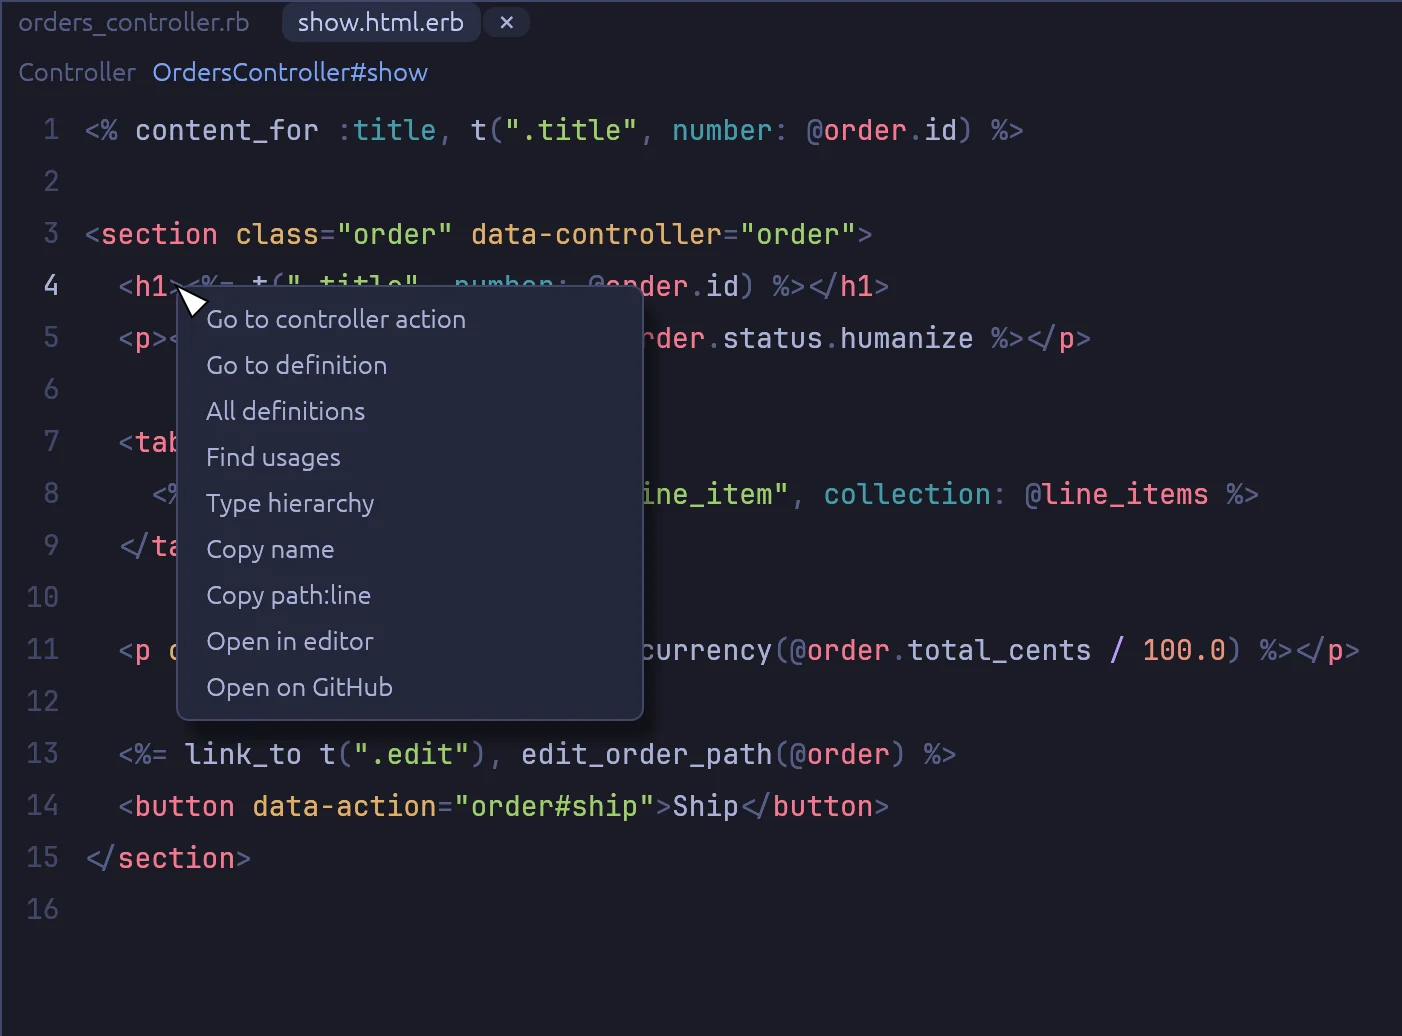 orders_controller.rb show.html.erb ×
Controller OrdersController#show
1 <% content_for :title, t(".title", number: @order.id) %>
2
3 <section class="order" data-controller="order">
4 <h1><%= t(".title", number: @order.id) %></h1>
Go to controller action
5 <p>< rder.status.humanize %></p>
Go to definition
6
All definitions
7 <tab
Find usages
8 <% ine_item", collection: @line_items %>
Type hierarchy
9 </ta
Copy name
10
Copy path:line
11 <p currency(@order.total_cents / 100.0) %></p>
Open in editor
12
Open on GitHub
13 <%= link_to t(".edit"), edit_order_path(@order) %>
14 <button data-action="order#ship">Ship</button>
15 </section>
16